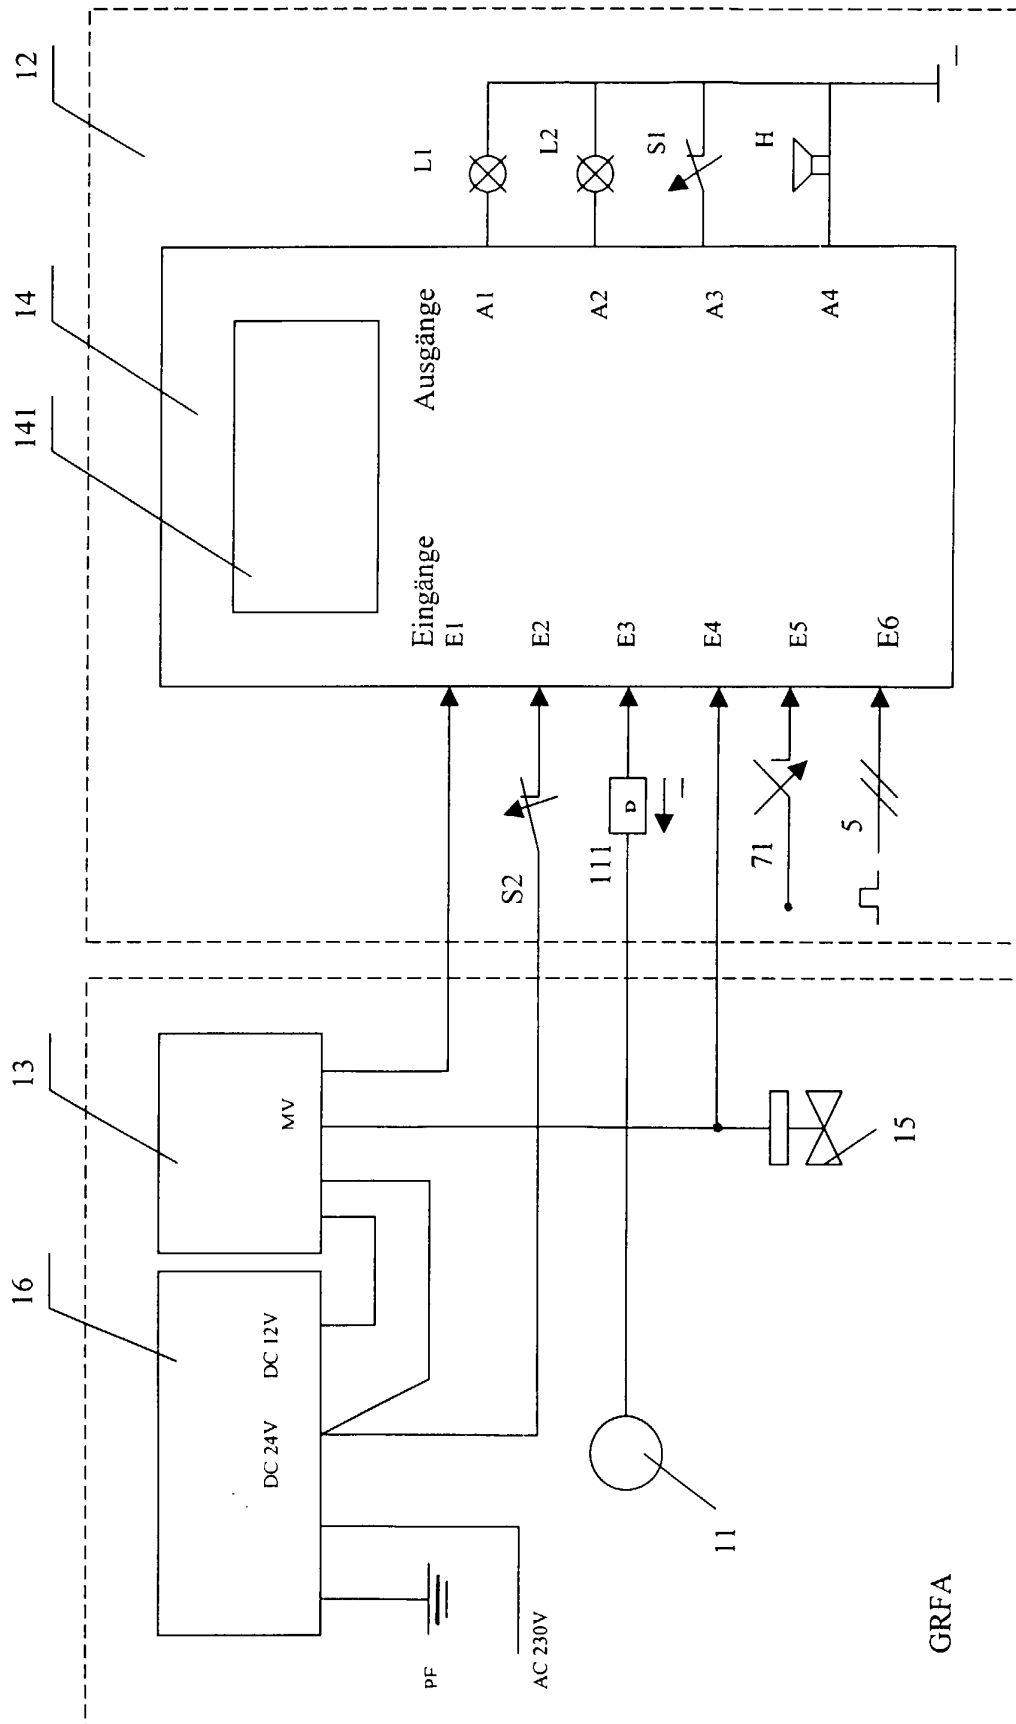 12
14
141
13
16
L1
L2
S1
H
Ausgänge
A1
A2
A3
A4
Eingänge
E1
E2
E3
E4
E5
E6
S2
111
D
71
5
MV
15
DC 12V
DC 24V
11
PF
AC 230V
GRFA